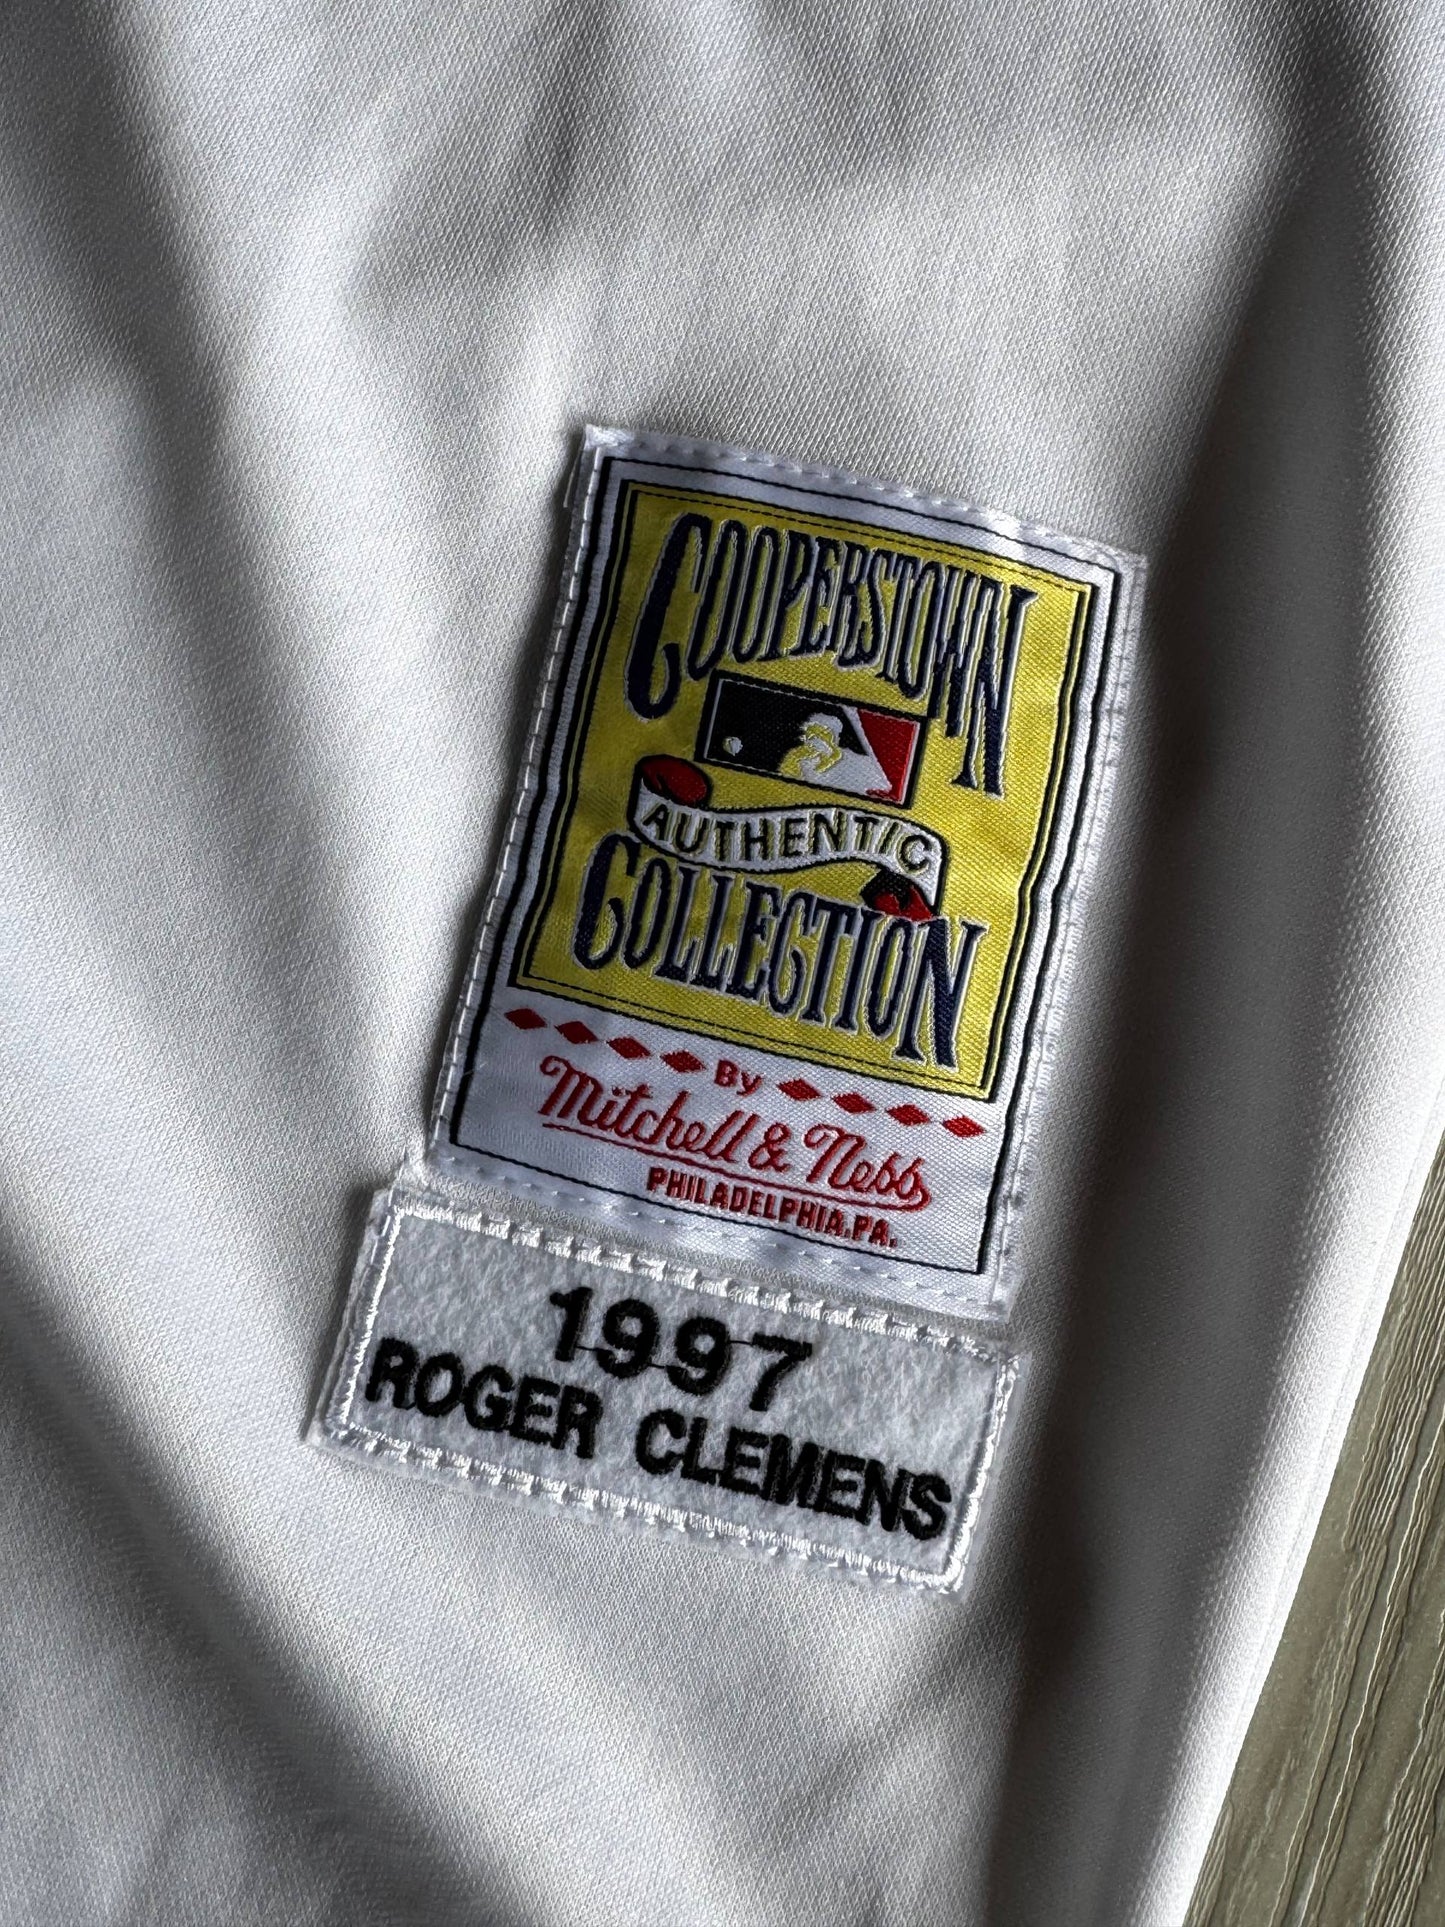 COOPERSTOWN
AUTHENTIC
COLLECTION
By
Mitchell & Ness
PHILADELPHIA.PA.
1997
ROGER CLEMENS